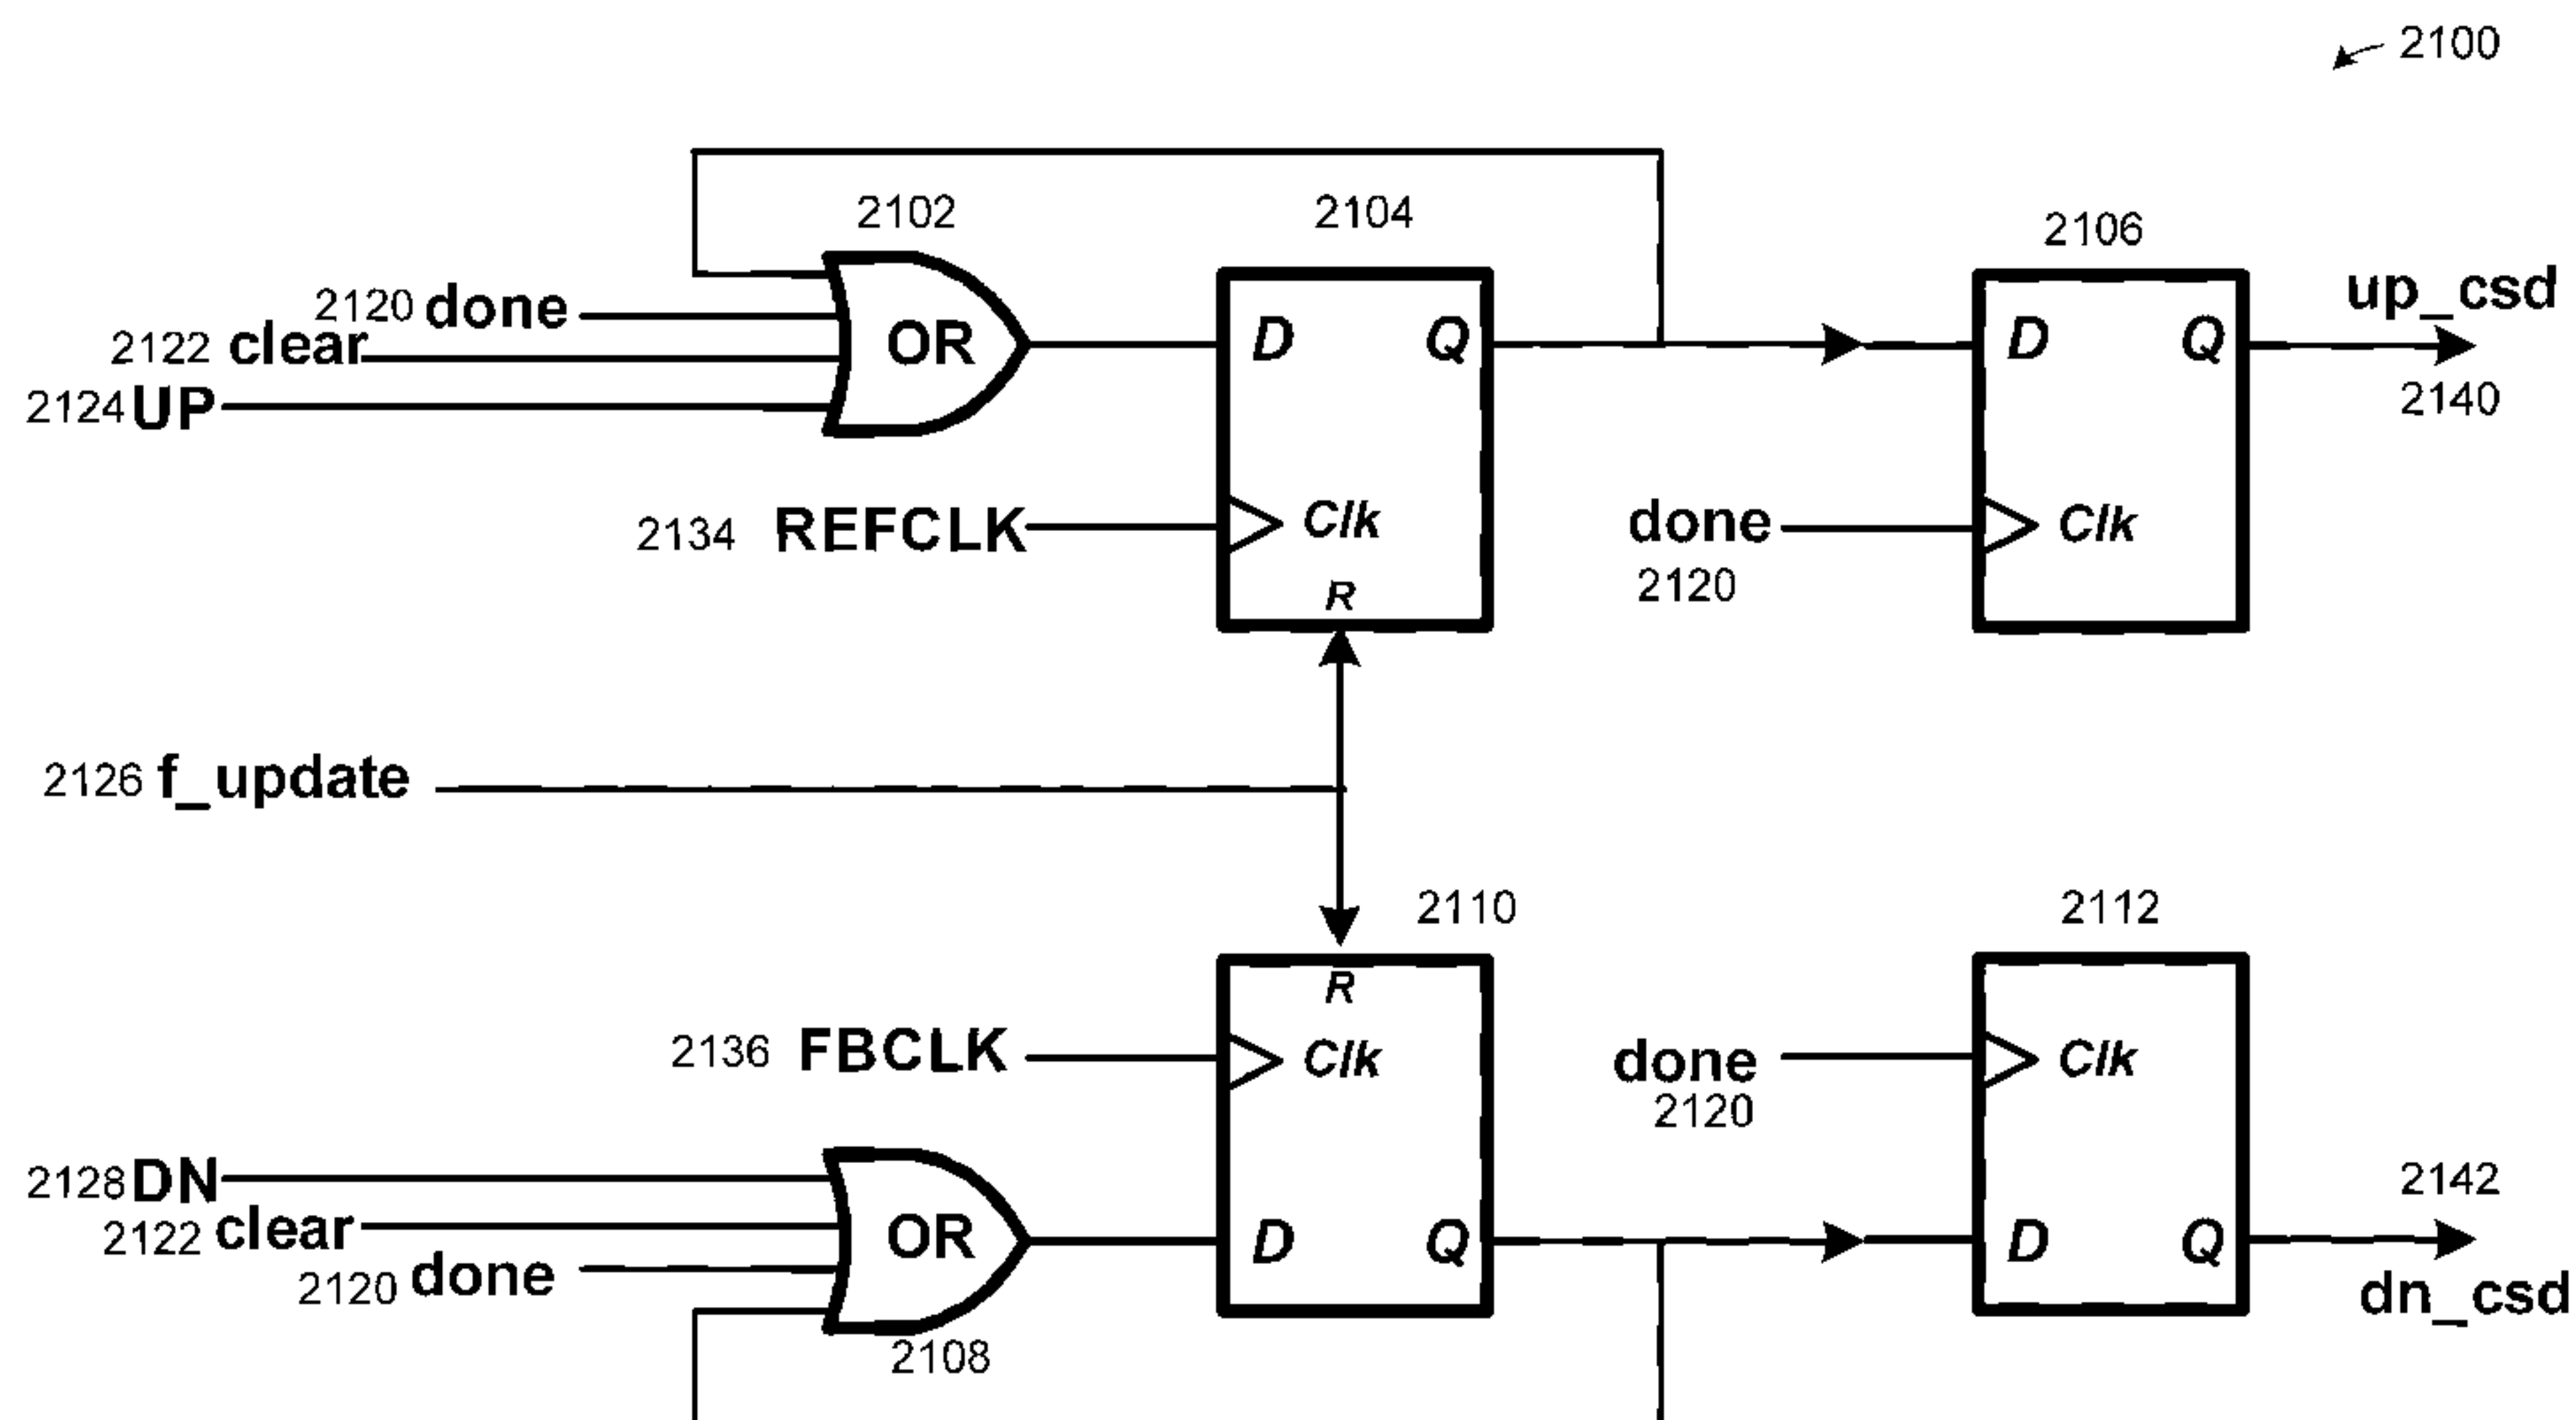 2100
2102
2104
2106
up_csd
2120 done
2122 clear
2124 UP
OR
D
Q
D
Q
2140
2134 REFCLK
Clk
R
done
2120
Clk
2126 f_update
2110
2112
R
2136 FBCLK
Clk
done
2120
Clk
2128 DN
2122 clear
2120 done
OR
2108
D
Q
D
Q
2142
dn_csd